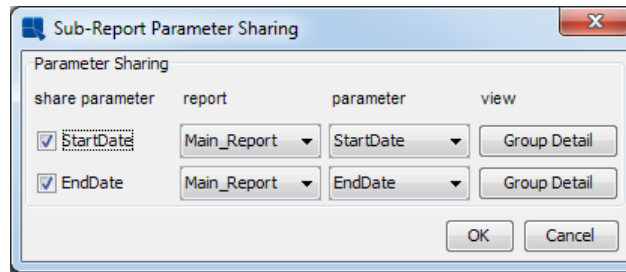 Sub-Report Parameter Sharing
Parameter Sharing
share parameter report parameter view
StartDate Main_Report StartDate Group Detail
EndDate Main_Report EndDate Group Detail
OK Cancel